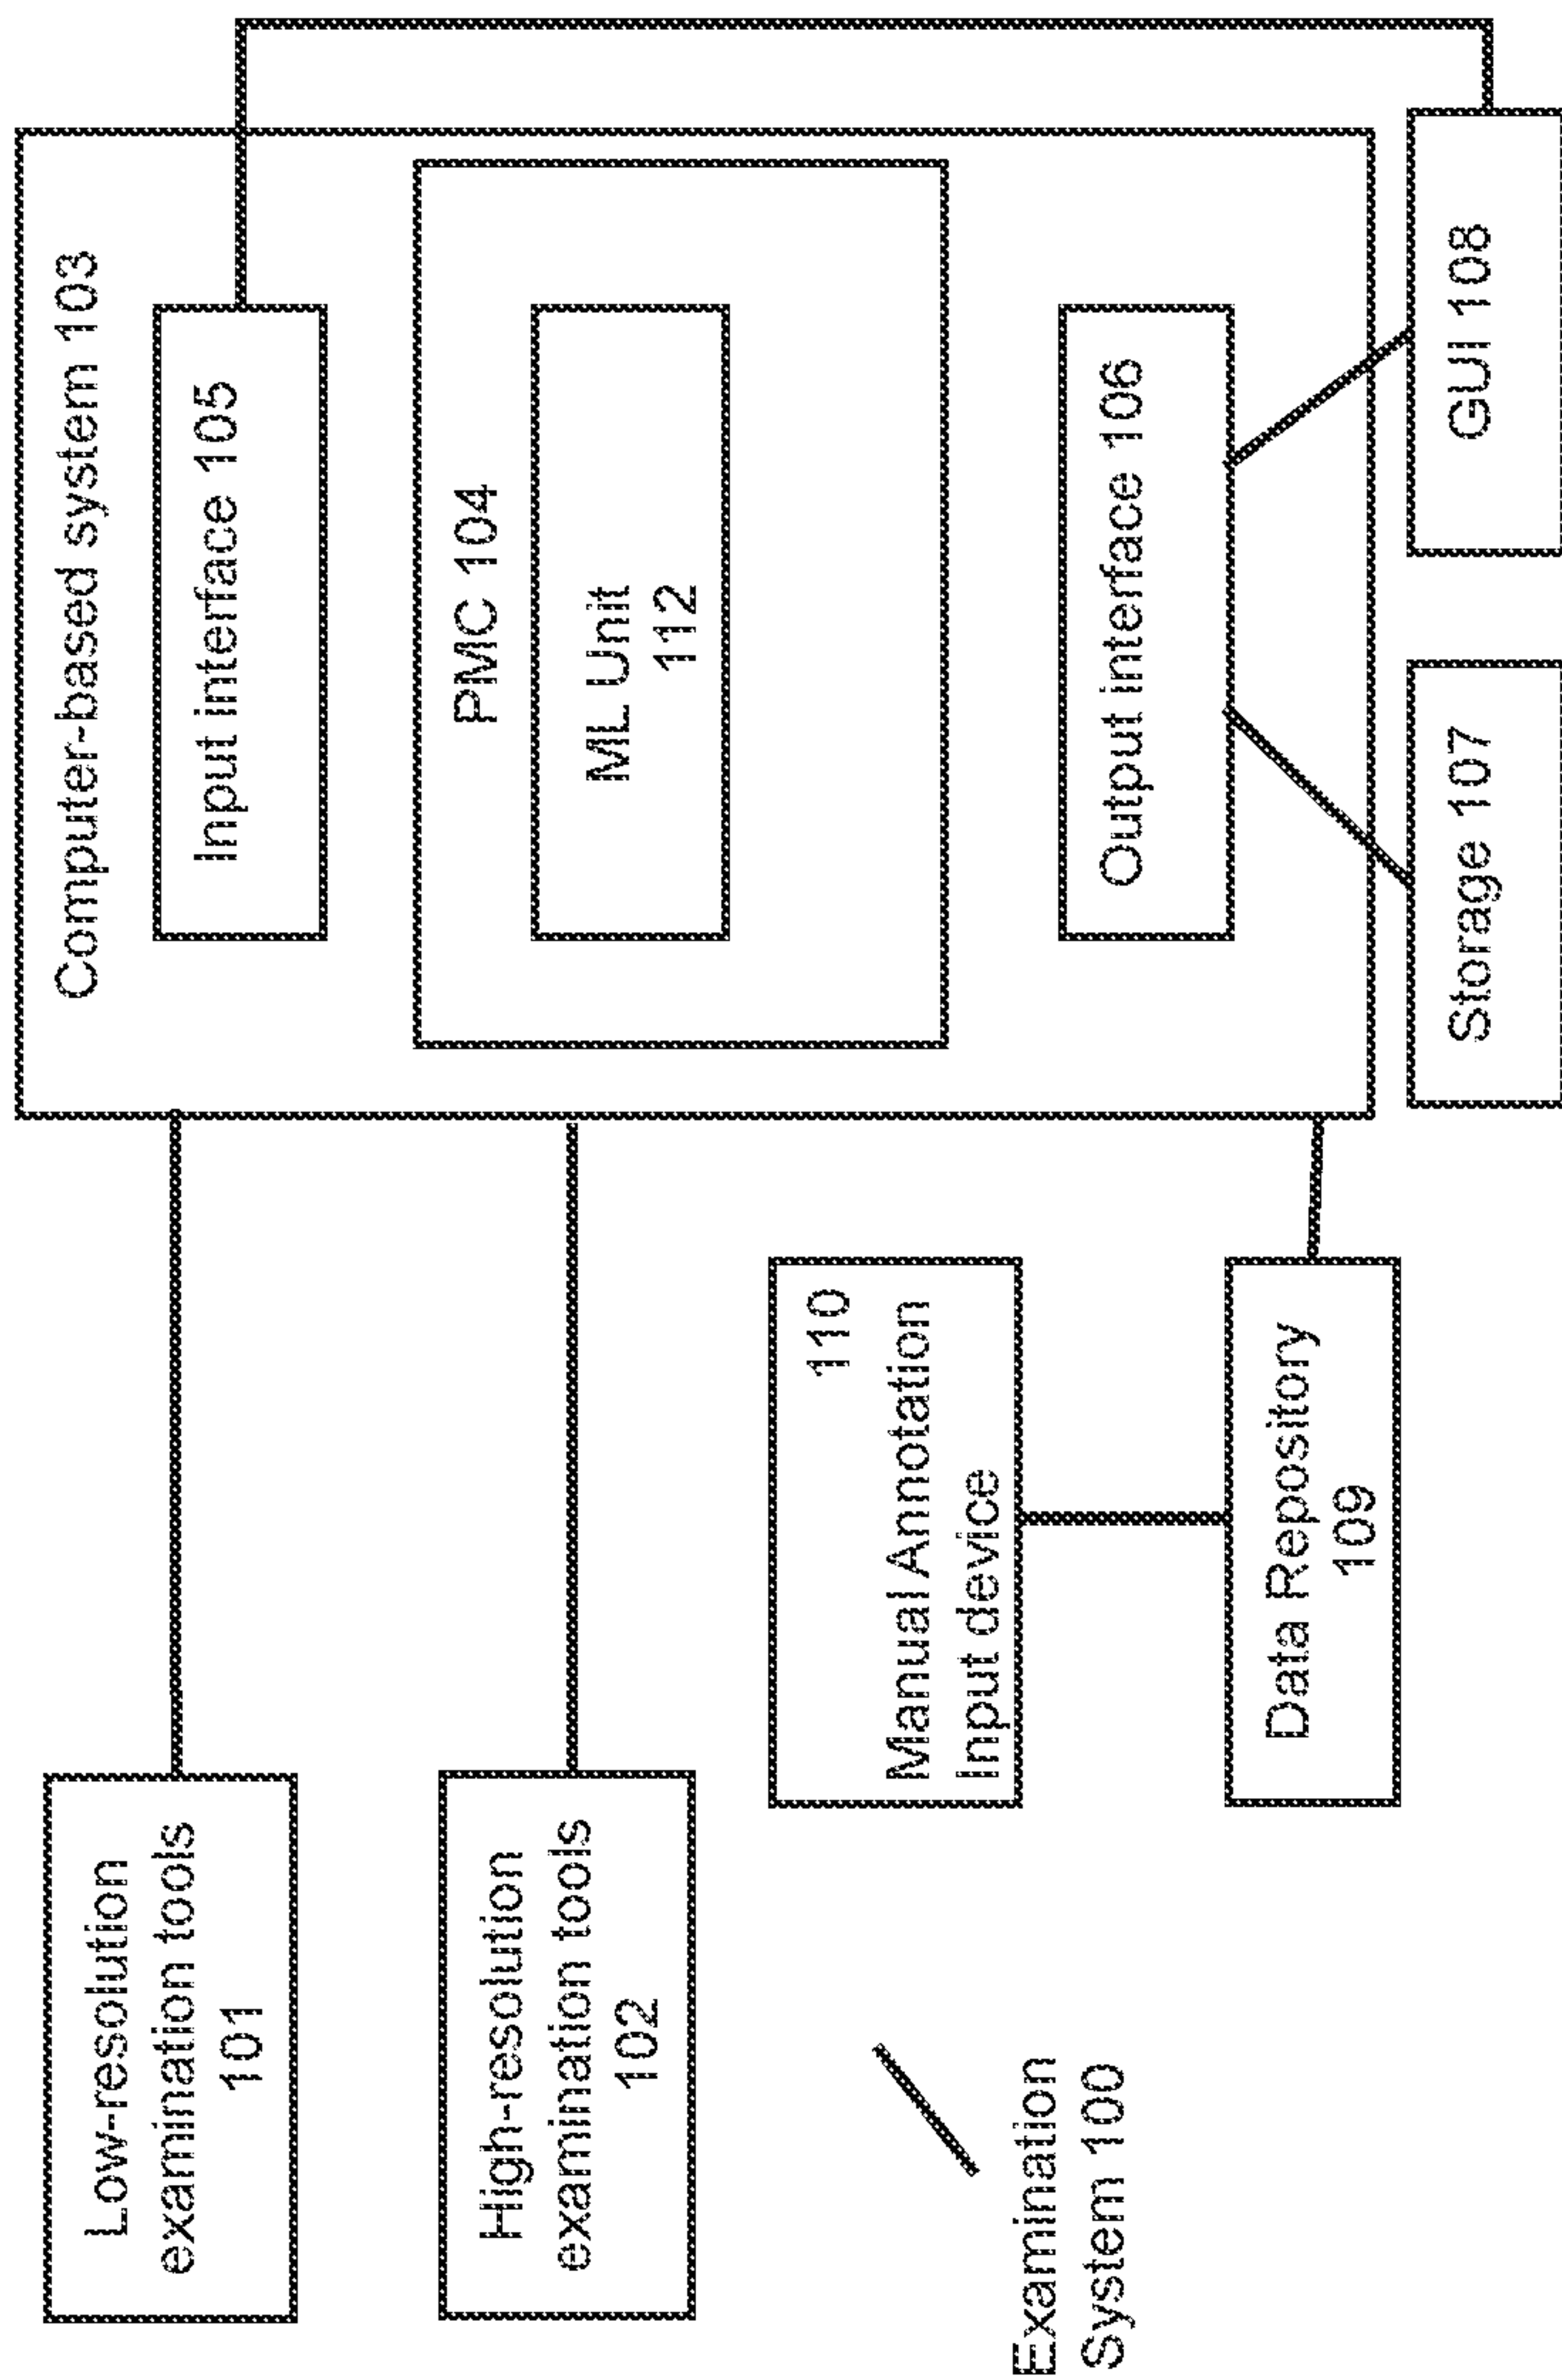 Low-resolution
examination tools
101
High-resolution
examination tools
102
Examination
System 100
110
Manual Annotation
Input device
Data Repository
109
Computer-based system 103
Input interface 105
PMC 104
ML Unit
112
Output interface 106
Storage 107
GUI 108